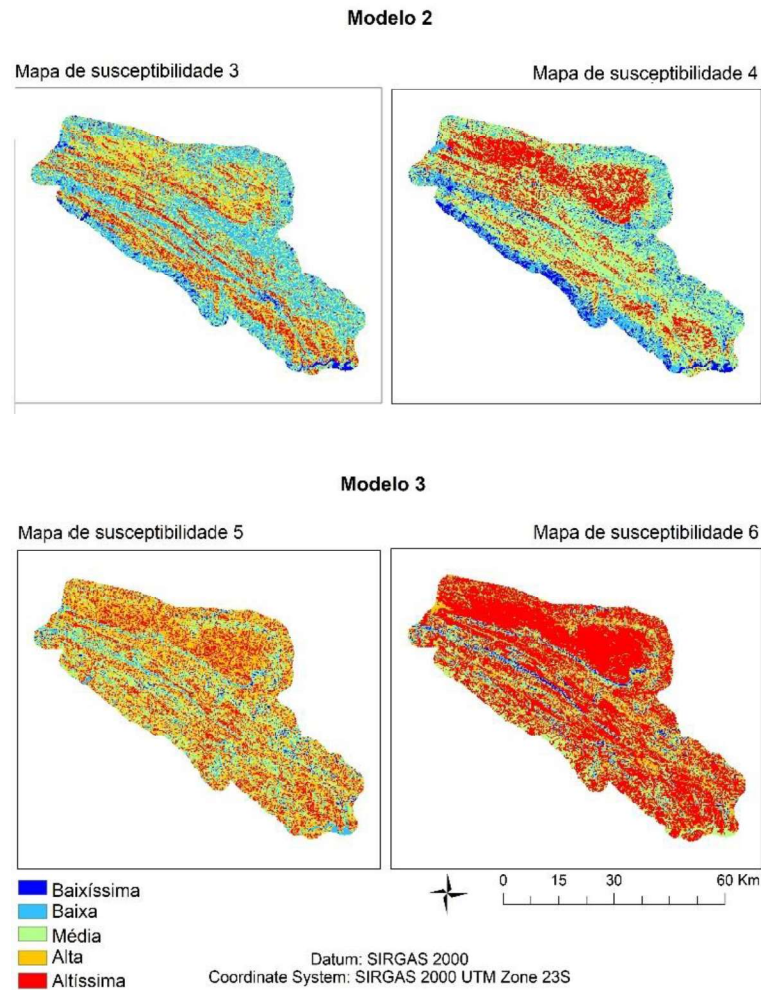 Modelo 2
Mapa de susceptibilidade 3
Mapa de susceptibilidade 4
Modelo 3
Mapa de susceptibilidade 5
Mapa de susceptibilidade 6
Baixíssima
Baixa
Média
Alta
Altíssima
0 15 30 60 Km
Datum: SIRGAS 2000
Coordinate System: SIRGAS 2000 UTM Zone 23S